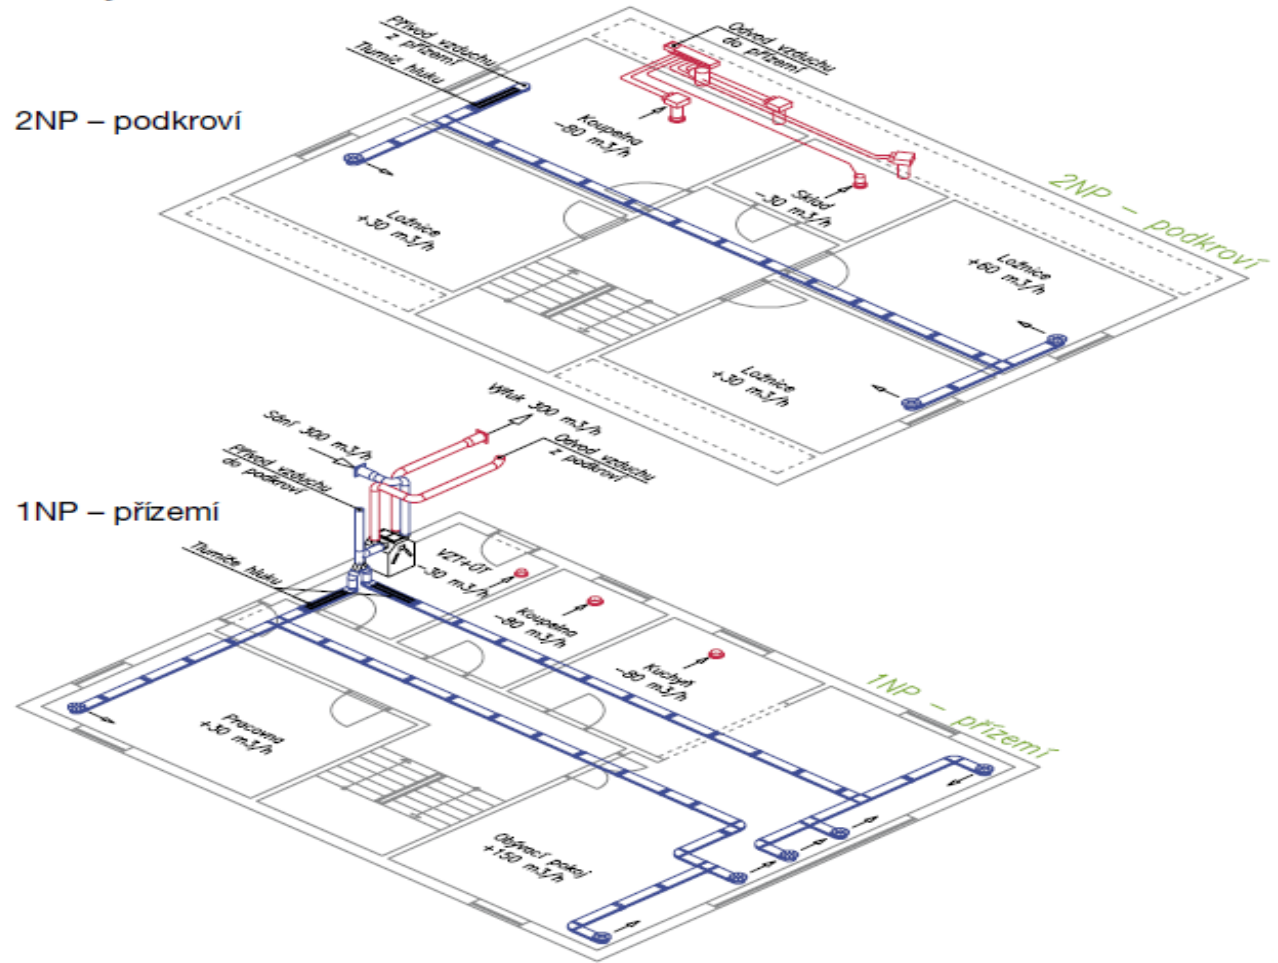 Přívod vzduchu
z přízemí
Tlumič hluku
Odvod vzduchu
do přízemí
2NP – podkroví
Koupelna
-80 m3/h
Sklad
-30 m3/h
2NP – podkroví
Ložnice
+30 m3/h
Ložnice
+60 m3/h
Ložnice
+30 m3/h
Výfuk 300 m3/h
Sání 300 m3/h
Přívod vzduchu
do podkroví
Odvod vzduchu
z podkroví
1NP – přízemí
Tlumiče hluku
VZT+ÚT
-30 m3/h
Koupelna
-80 m3/h
Kuchyň
-80 m3/h
1NP – přízemí
Pracovna
+30 m3/h
Obývací pokoj
+150 m3/h